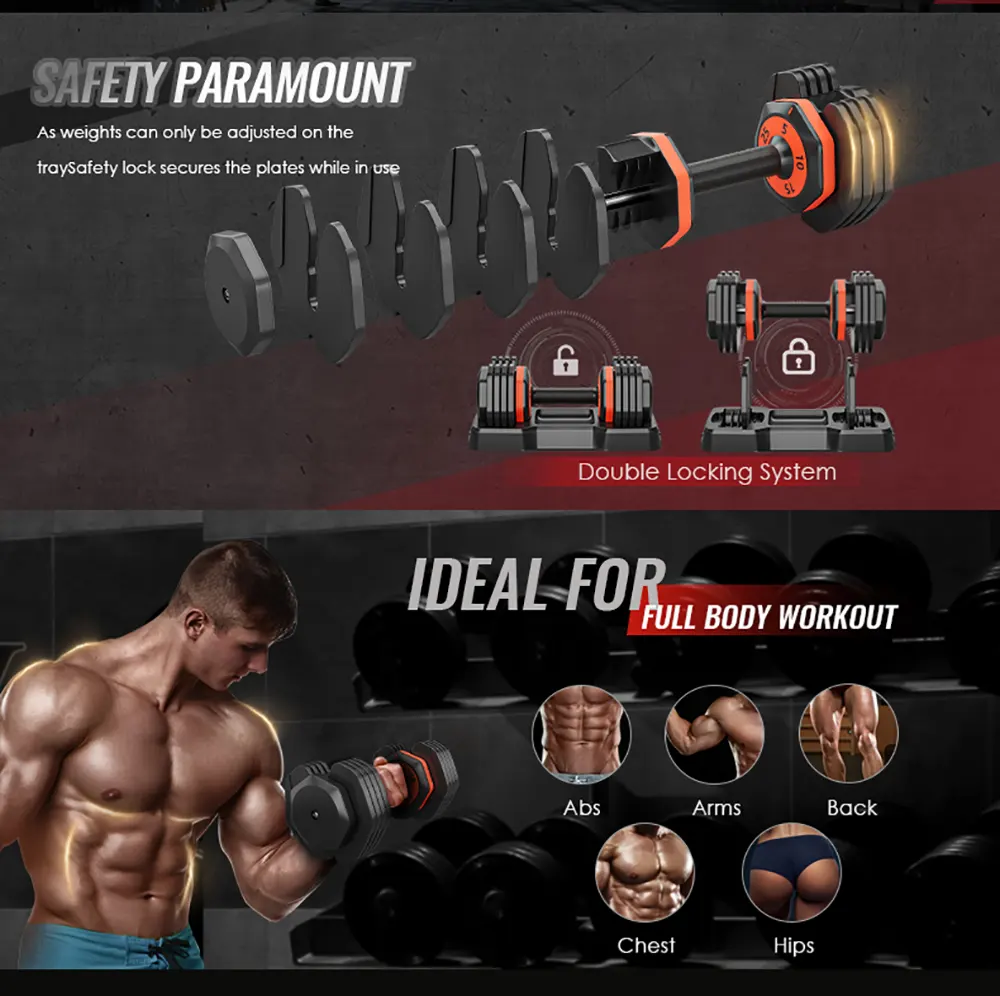 SAFETY PARAMOUNT
As weights can only be adjusted on the
traySafety lock secures the plates while in use
25 5 10 15
Double Locking System
IDEAL FOR
FULL BODY WORKOUT
Abs Arms Back
Chest Hips